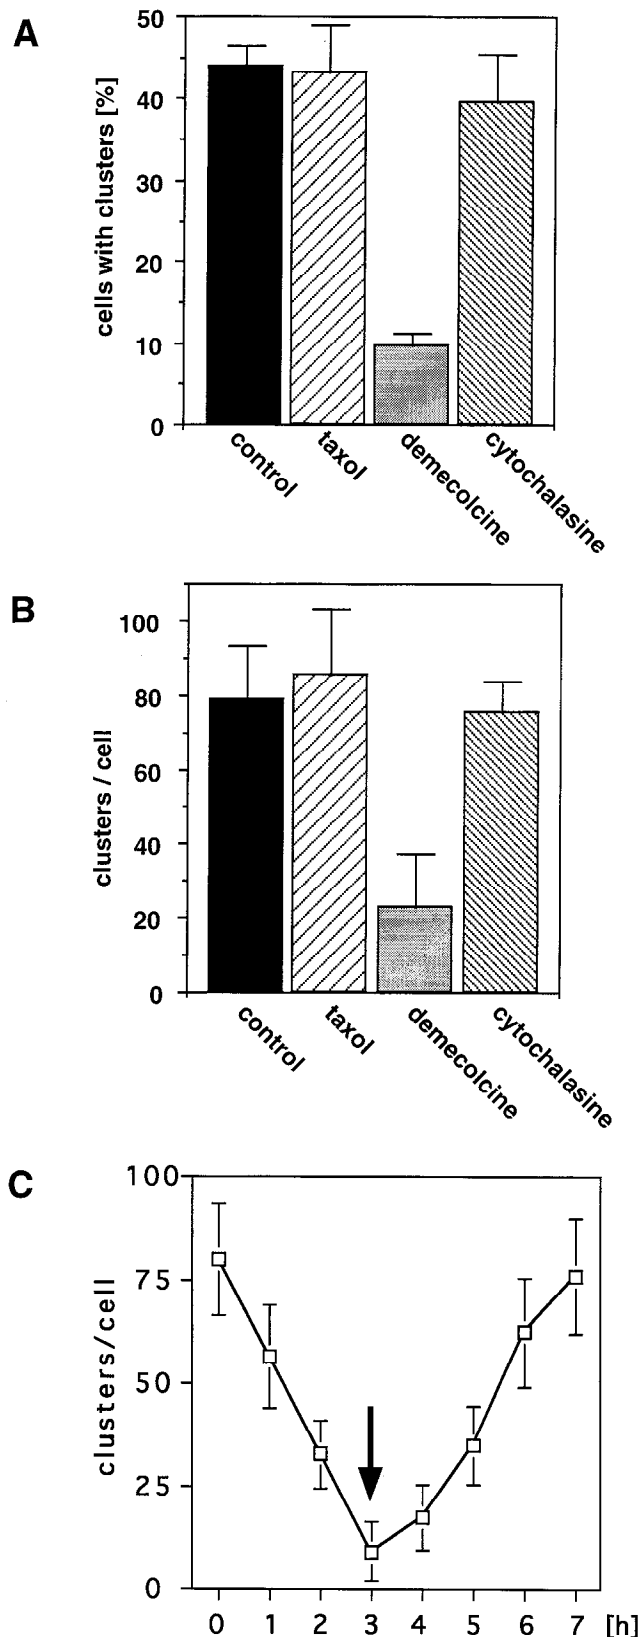 A
50
40
30
20
10
0
cells with clusters [%]
control
taxol
demecolcine
cytochalasine
B
100
80
60
40
20
0
clusters / cell
control
taxol
demecolcine
cytochalasine
C
100
75
50
25
0
clusters/cell
0 1 2 3 4 5 6 7 [h]